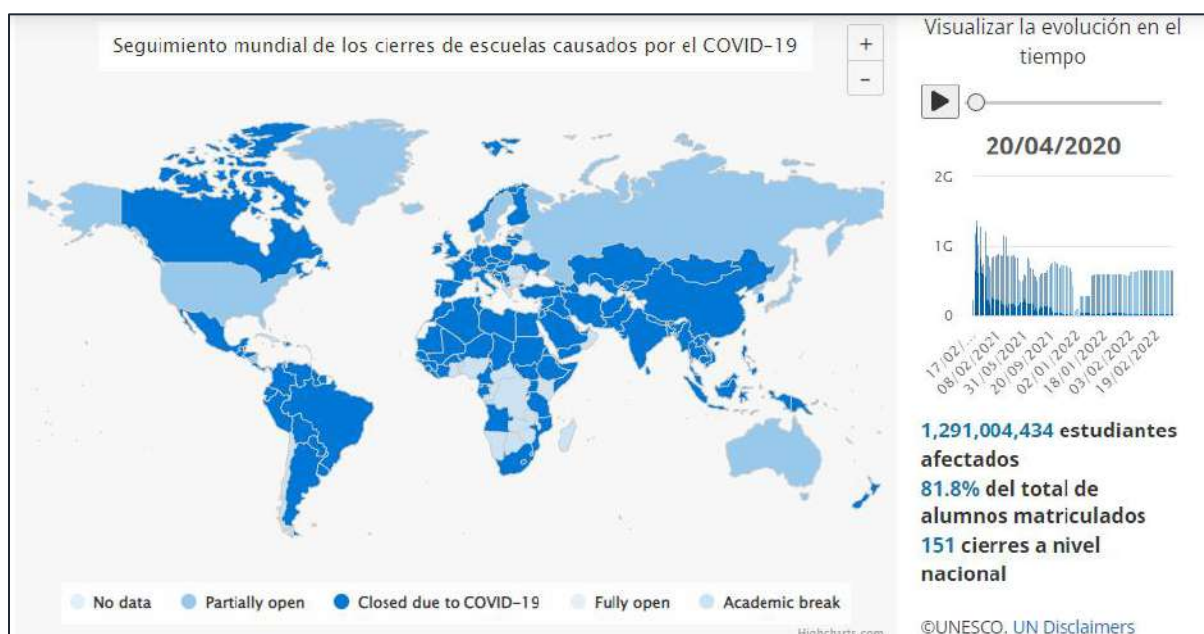 Seguimiento mundial de los cierres de escuelas causados por el COVID-19
+
−
No data
Partially open
Closed due to COVID-19
Fully open
Academic break
Highcharts.com
Visualizar la evolución en el
tiempo
20/04/2020
2G
1G
0
17/02/...
08/02/2021
31/05/2021
20/09/2021
02/01/2022
18/01/2022
03/02/2022
19/02/2022
1,291,004,434 estudiantes
afectados
81.8% del total de
alumnos matriculados
151 cierres a nivel
nacional
©UNESCO. UN Disclaimers